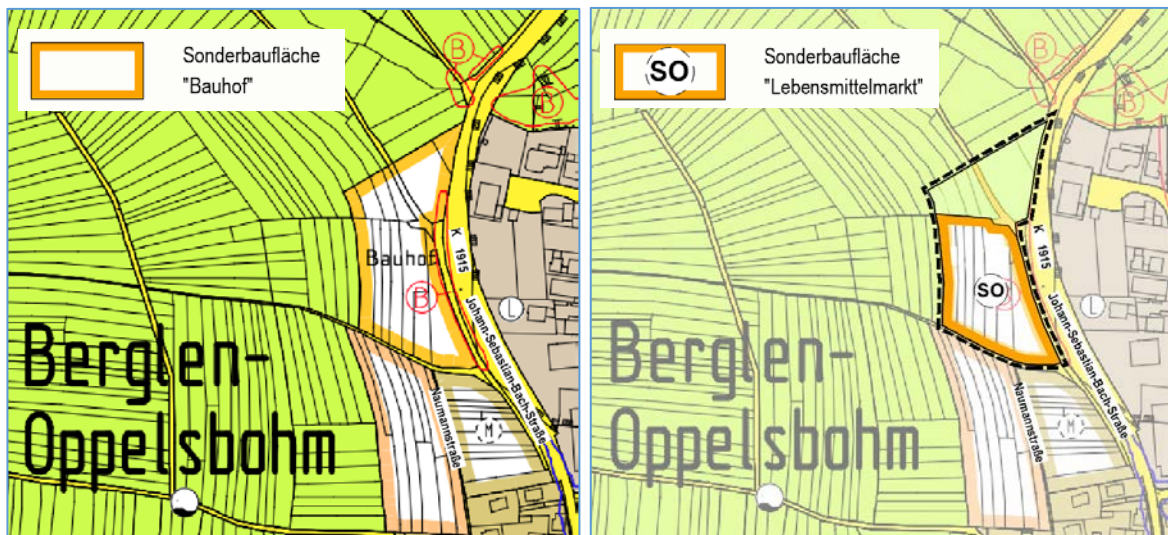 Sonderbaufläche
"Bauhof"
B
B
Bauhof
K 1915
B
L
Johann-Sebastian-Bach-Straße
Berglen-
Oppelsbohm
Naumannstraße
M
SO
Sonderbaufläche
"Lebensmittelmarkt"
B
B
K 1915
SO
L
Johann-Sebastian-Bach-Straße
Berglen-
Oppelsbohm
Naumannstraße
M